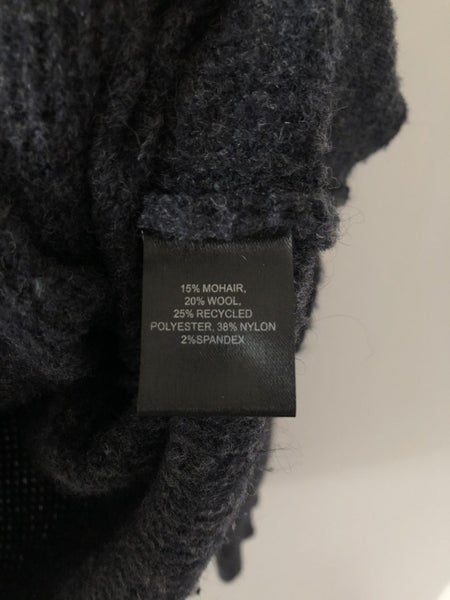 15% MOHAIR,
20% WOOL,
25% RECYCLED
POLYESTER, 38% NYLON
2%SPANDEX